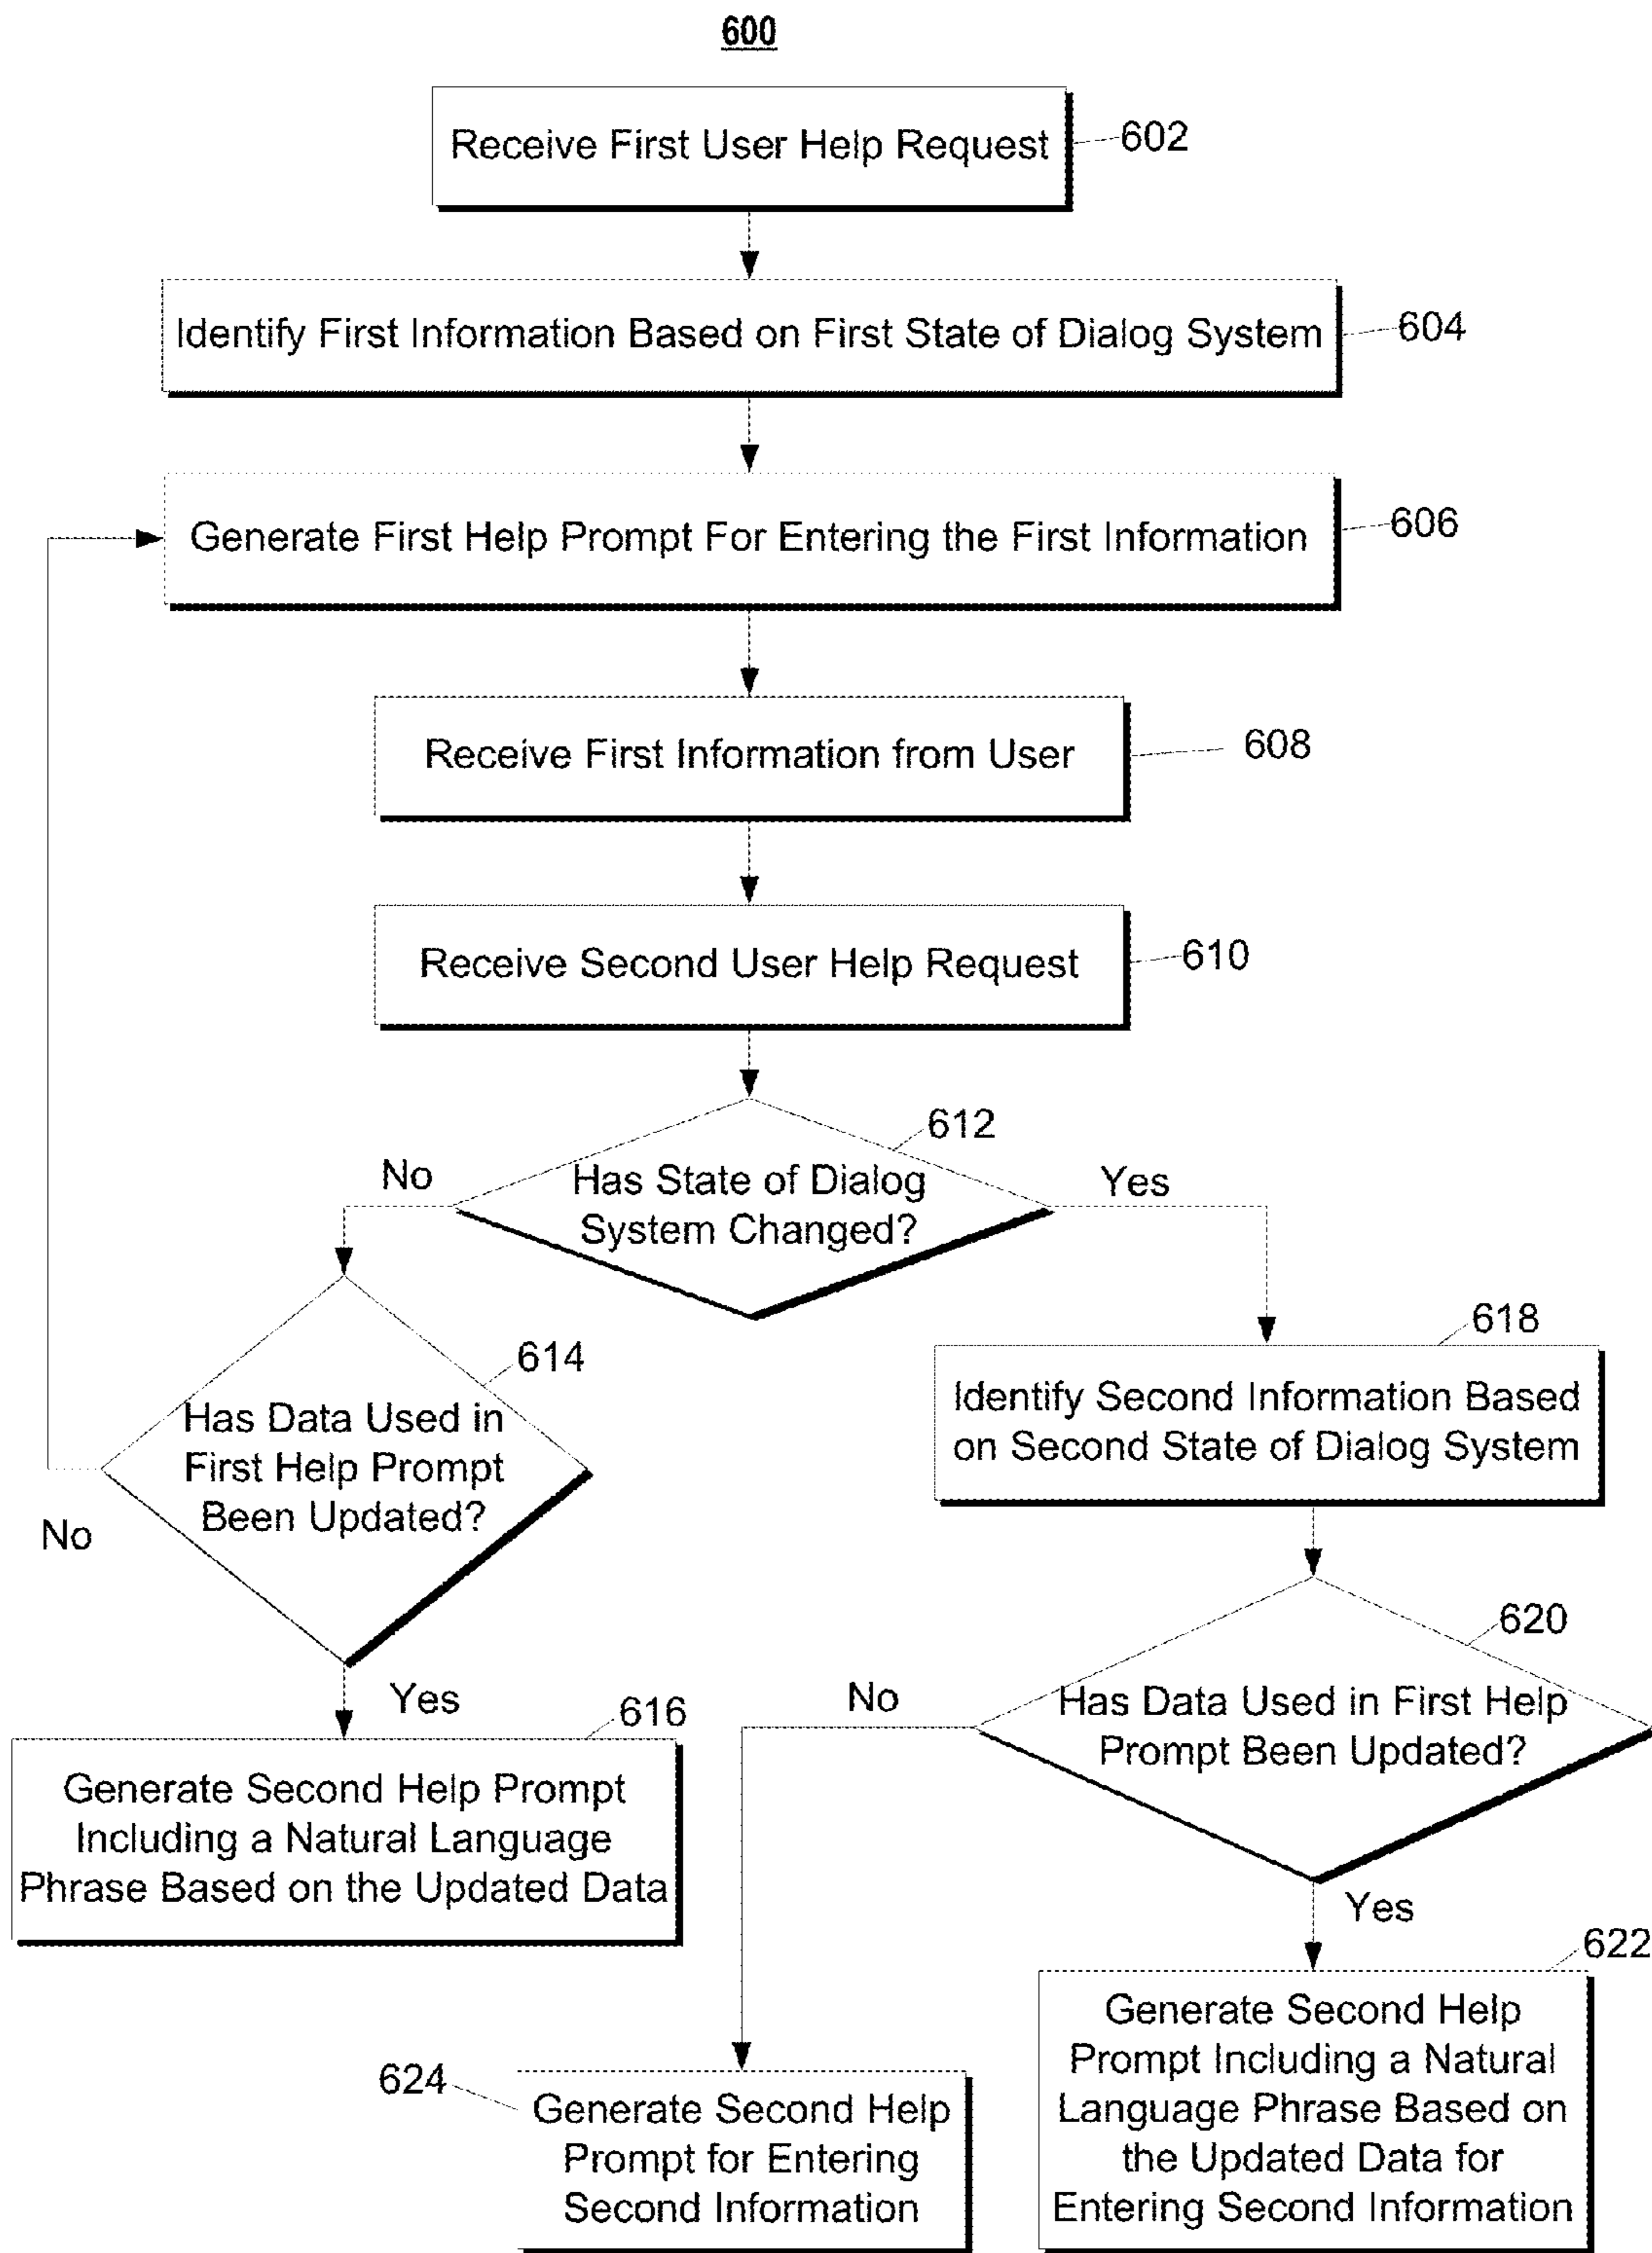 600
Receive First User Help Request
602
Identify First Information Based on First State of Dialog System
604
Generate First Help Prompt For Entering the First Information
606
Receive First Information from User
608
Receive Second User Help Request
610
612
No
Has State of Dialog
System Changed?
Yes
614
Has Data Used in
First Help Prompt
Been Updated?
No
618
Identify Second Information Based
on Second State of Dialog System
Yes
616
Generate Second Help Prompt
Including a Natural Language
Phrase Based on the Updated Data
620
No
Has Data Used in First Help
Prompt Been Updated?
Yes
622
Generate Second Help
Prompt Including a Natural
Language Phrase Based on
the Updated Data for
Entering Second Information
624
Generate Second Help
Prompt for Entering
Second Information